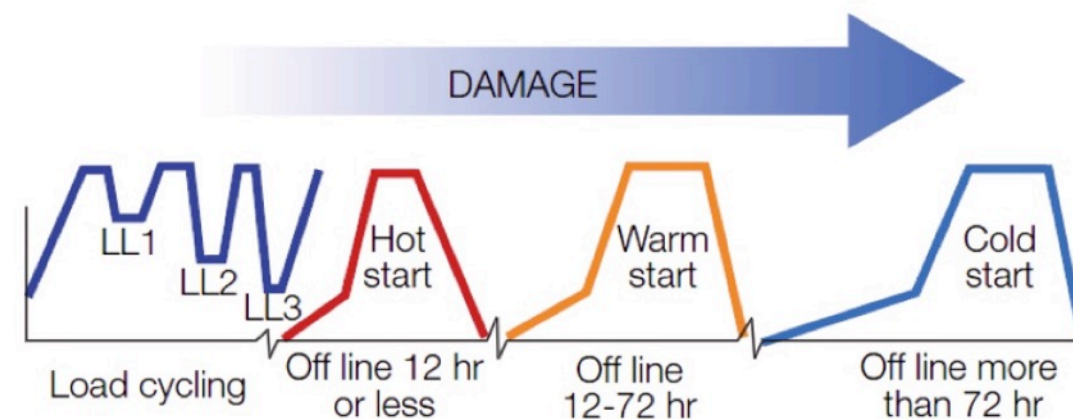 DAMAGE
LL1
LL2
LL3
Hot
start
Warm
start
Cold
start
Load cycling
Off line 12 hr
or less
Off line
12-72 hr
Off line more
than 72 hr